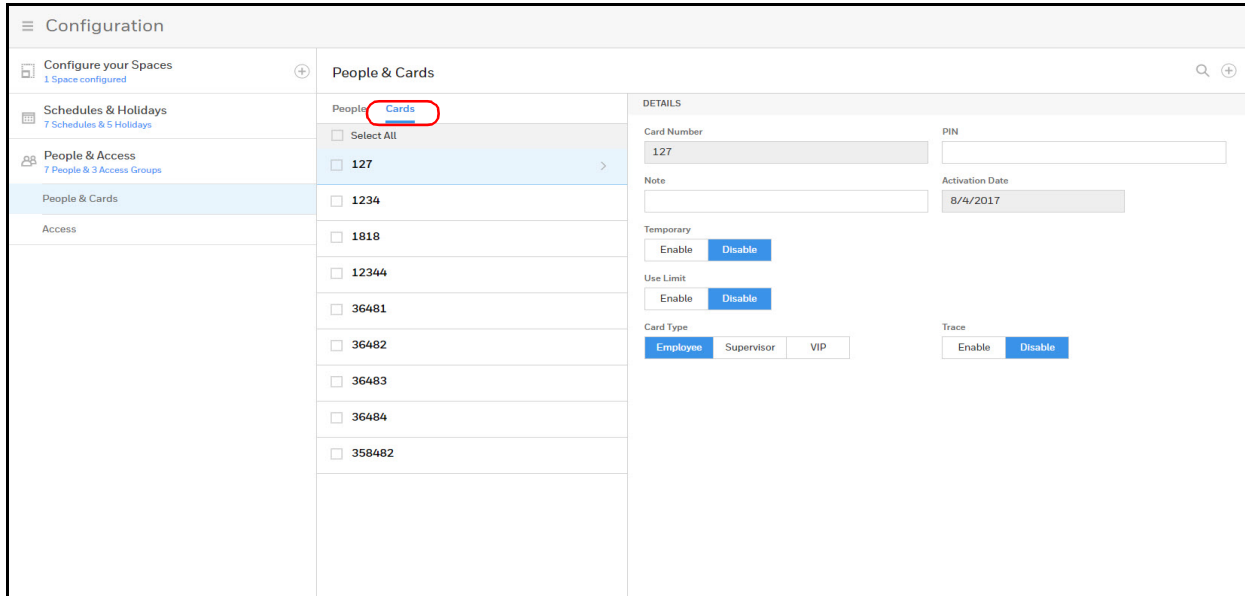 Configuration
Configure your Spaces
1 Space configured
Schedules & Holidays
7 Schedules & 5 Holidays
People & Access
7 People & 3 Access Groups
People & Cards
Access
People & Cards
People Cards
Select All
127
1234
1818
12344
36481
36482
36483
36484
358482
DETAILS
Card Number PIN
127
Note Activation Date
8/4/2017
Temporary
Enable Disable
Use Limit
Enable Disable
Card Type Trace
Employee Supervisor VIP Enable Disable